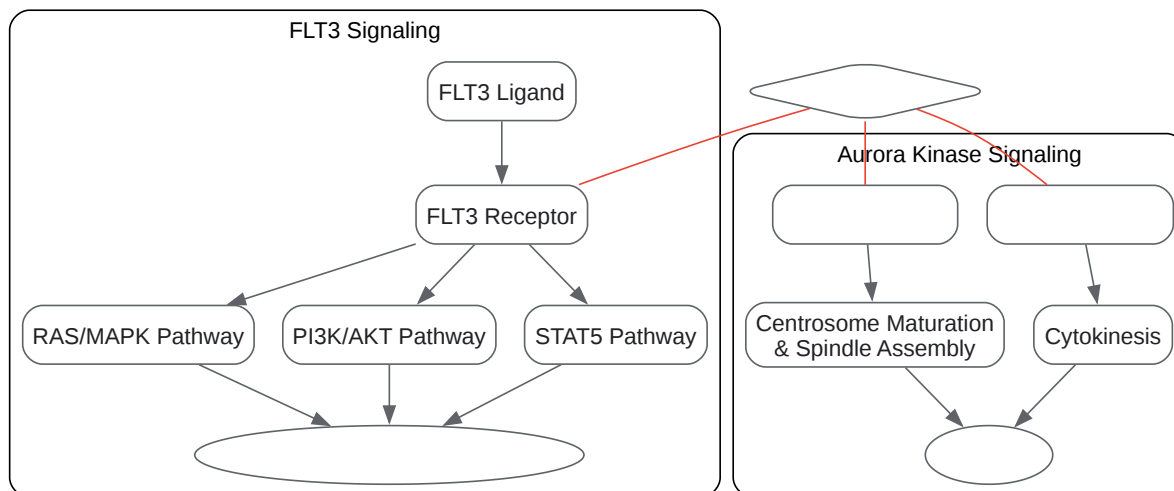 FLT3 Signaling
FLT3 Ligand
FLT3 Receptor
RAS/MAPK Pathway
PI3K/AKT Pathway
STAT5 Pathway
Aurora Kinase Signaling
Centrosome Maturation
& Spindle Assembly
Cytokinesis